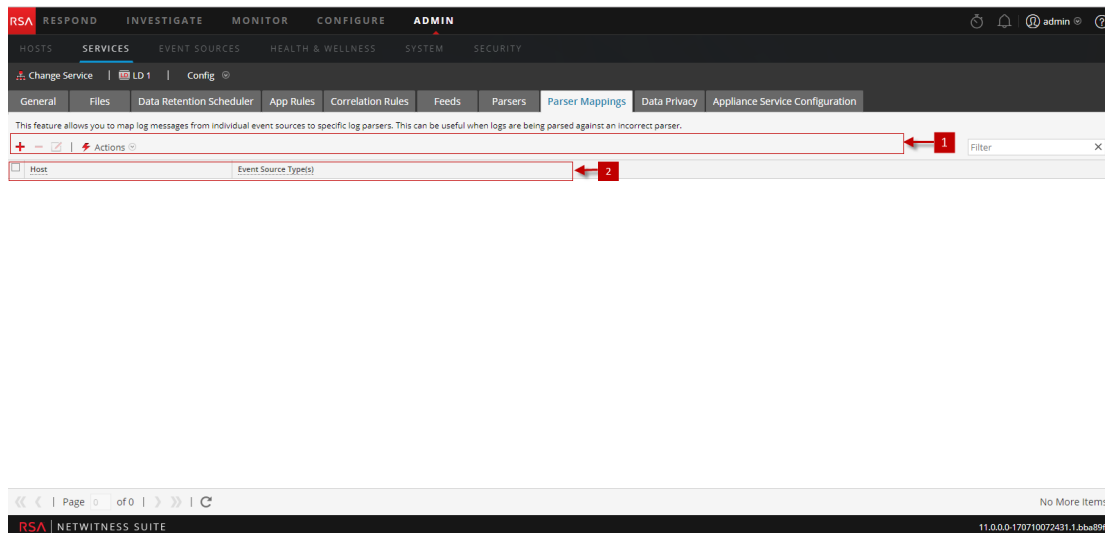 RSA RESPOND INVESTIGATE MONITOR CONFIGURE ADMIN admin ?
HOSTS SERVICES EVENT SOURCES HEALTH & WELLNESS SYSTEM SECURITY
Change Service | LD 1 | Config
General Files Data Retention Scheduler App Rules Correlation Rules Feeds Parsers Parser Mappings Data Privacy Appliance Service Configuration
This feature allows you to map log messages from individual event sources to specific log parsers. This can be useful when logs are being parsed against an incorrect parser.
Actions 1 Filter X
Host Event Source Type(s) 2
Page 0 of 0 No More Items
RSA NETWITNESS SUITE 11.0.0.0-170710072431.1.bba89f